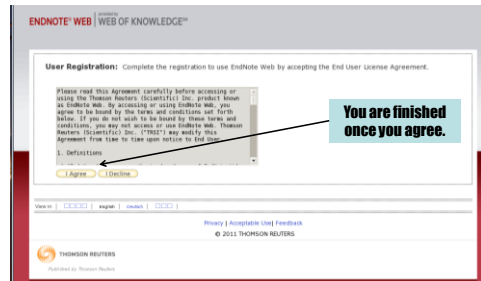 ENDNOTE® WEB provided by WEB OF KNOWLEDGE℠
User Registration: Complete the registration to use EndNote Web by accepting the End User License Agreement.
Please read this Agreement carefully before accessing or
using the Thomson Reuters (Scientific) Inc. product known
as EndNote Web. By accessing or using EndNote Web, you
agree to be bound by the terms and conditions set forth
below. If you do not wish to be bound by these terms and
conditions, you may not access or use EndNote Web. Thomson
Reuters (Scientific) Inc. ("TRSI") may modify this
Agreement from time to time upon notice to End User.
1. Definitions
You are finished
once you agree.
I Agree I Decline
View in | □□□□ | English | Deutsch | □□□ |
Privacy | Acceptable Use | Feedback
© 2011 THOMSON REUTERS
THOMSON REUTERS
Published by Thomson Reuters